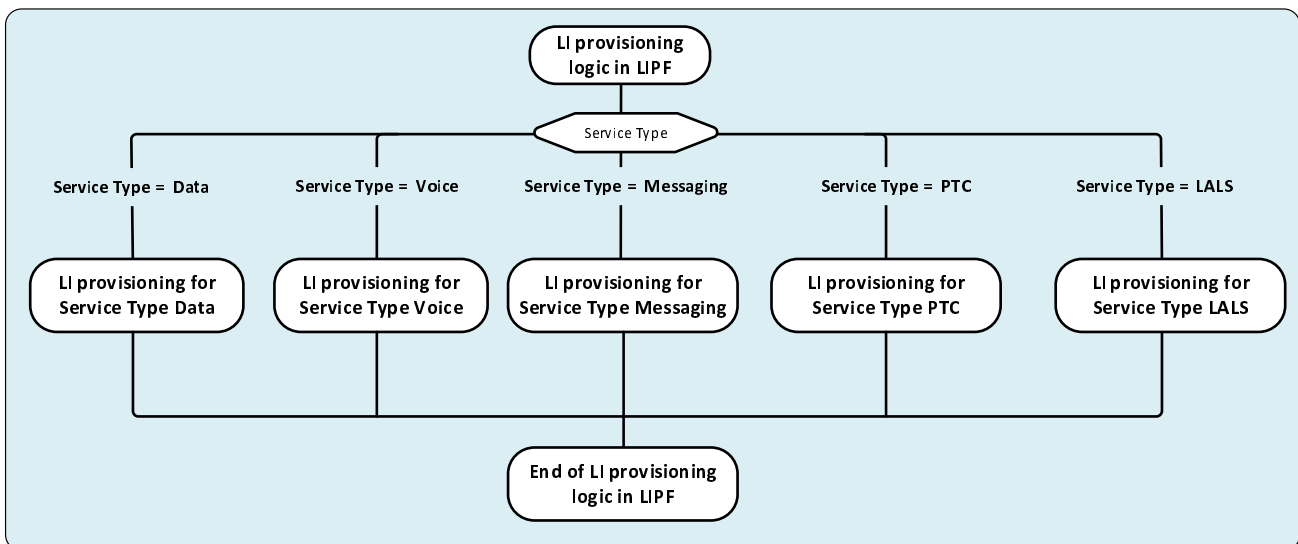 LI provisioning
logic in LIPF
Service Type
Service Type = Data
Service Type = Voice
Service Type = Messaging
Service Type = PTC
Service Type = LALS
LI provisioning for
Service Type Data
LI provisioning for
Service Type Voice
LI provisioning for
Service Type Messaging
LI provisioning for
Service Type PTC
LI provisioning for
Service Type LALS
End of LI provisioning
logic in LIPF